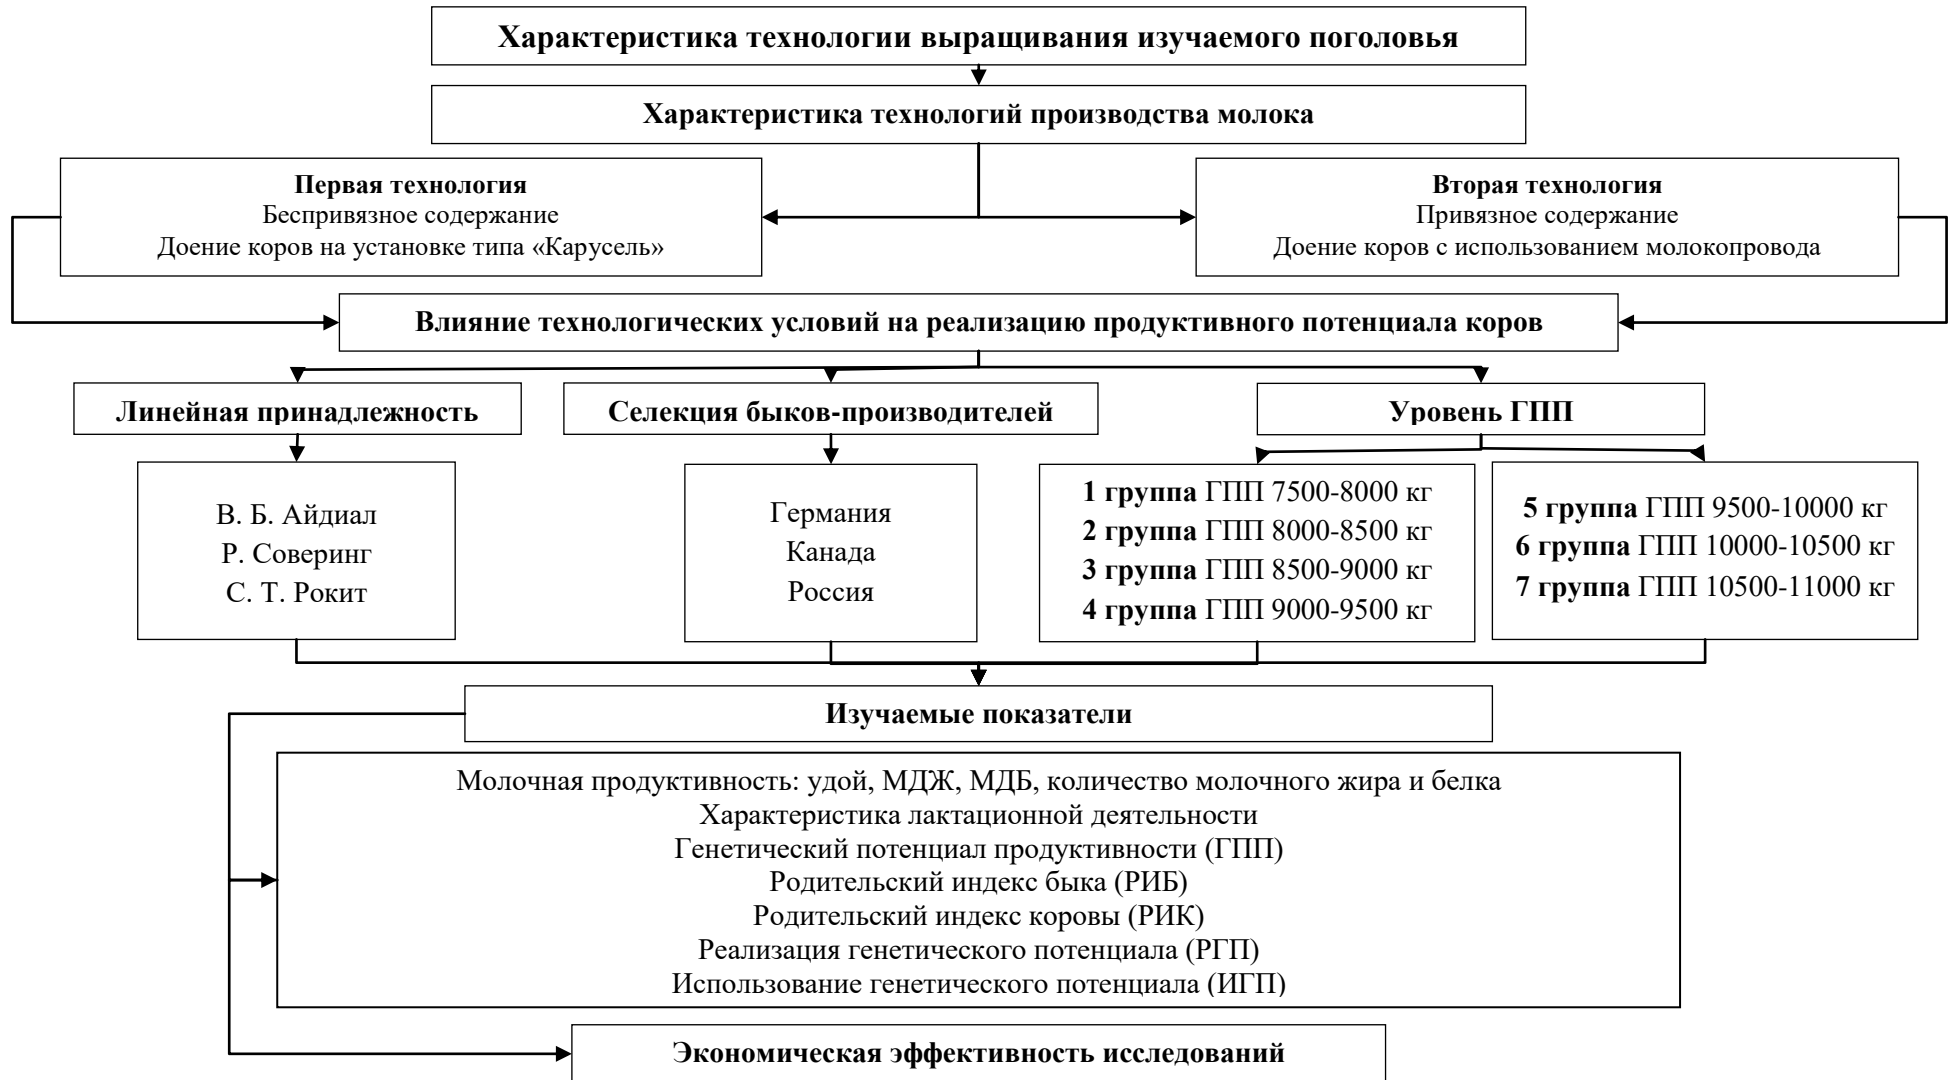 Характеристика технологии выращивания изучаемого поголовья
Характеристика технологий производства молока
Первая технология
Беспривязное содержание
Доение коров на установке типа «Карусель»
Вторая технология
Привязное содержание
Доение коров с использованием молокопровода
Влияние технологических условий на реализацию продуктивного потенциала коров
Линейная принадлежность
Селекция быков-производителей
Уровень ГПП
В. Б. Айдиал
Р. Соверинг
С. Т. Рокит
Германия
Канада
Россия
1 группа ГПП 7500-8000 кг
2 группа ГПП 8000-8500 кг
3 группа ГПП 8500-9000 кг
4 группа ГПП 9000-9500 кг
5 группа ГПП 9500-10000 кг
6 группа ГПП 10000-10500 кг
7 группа ГПП 10500-11000 кг
Изучаемые показатели
Молочная продуктивность: удой, МДЖ, МДБ, количество молочного жира и белка
Характеристика лактационной деятельности
Генетический потенциал продуктивности (ГПП)
Родительский индекс быка (РИБ)
Родительский индекс коровы (РИК)
Реализация генетического потенциала (РГП)
Использование генетического потенциала (ИГП)
Экономическая эффективность исследований